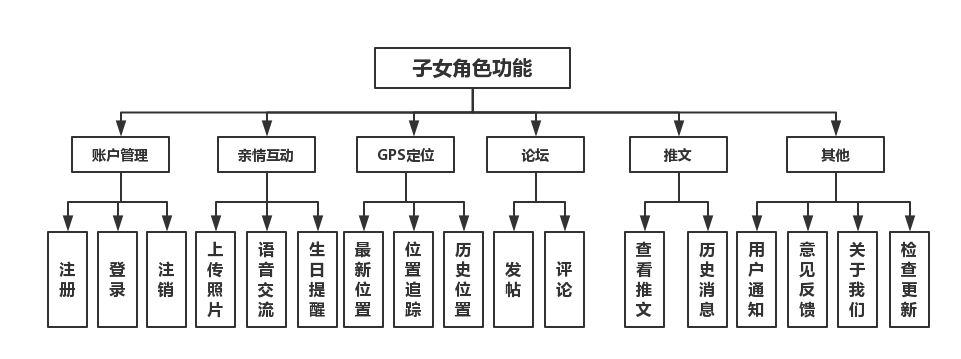 子女角色功能
账户管理
亲情互动
GPS定位
论坛
推文
其他
注册
登录
注销
上传照片
语音交流
生日提醒
最新位置
位置追踪
历史位置
发帖
评论
查看推文
历史消息
用户通知
意见反馈
关于我们
检查更新